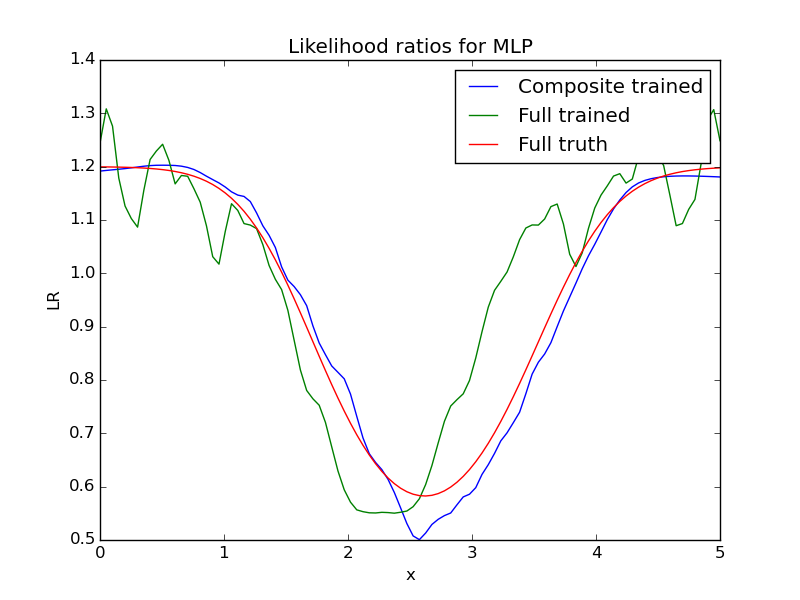 Likelihood ratios for MLP
Composite trained
Full trained
Full truth
1.4
1.3
1.2
1.1
1.0
0.9
0.8
0.7
0.6
0.5
LR
0 1 2 3 4 5
x